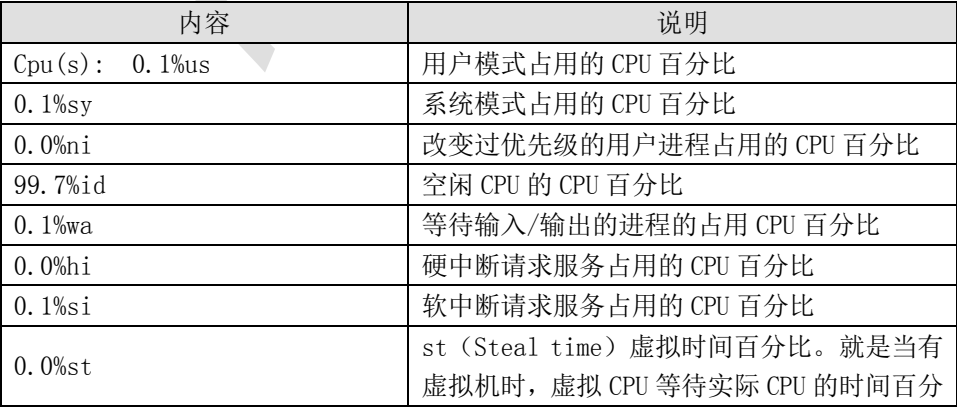 内容 说明
Cpu(s): 0.1%us 用户模式占用的 CPU 百分比
0.1%sy 系统模式占用的 CPU 百分比
0.0%ni 改变过优先级的用户进程占用的 CPU 百分比
99.7%id 空闲 CPU 的 CPU 百分比
0.1%wa 等待输入/输出的进程的占用 CPU 百分比
0.0%hi 硬中断请求服务占用的 CPU 百分比
0.1%si 软中断请求服务占用的 CPU 百分比
0.0%st st（Steal time）虚拟时间百分比。就是当有
虚拟机时，虚拟 CPU 等待实际 CPU 的时间百分